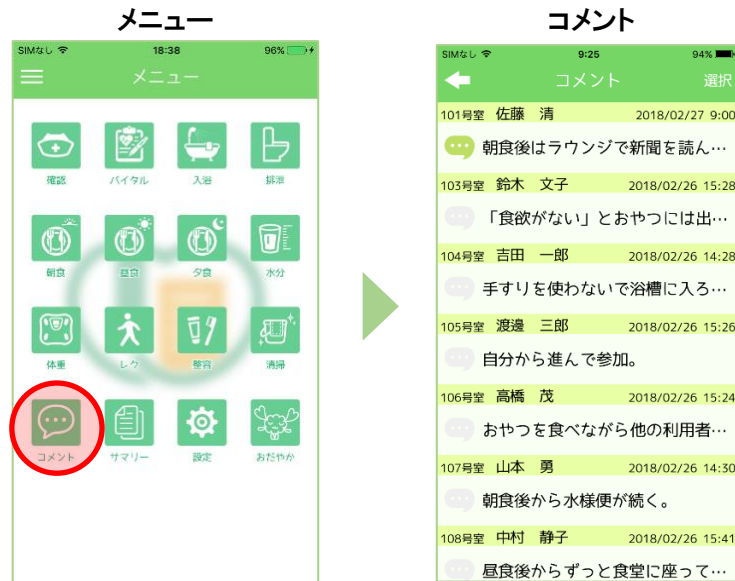 メニュー
SIMなし 18:38 96%
メニュー
確認 バイタル 入浴 排泄
朝食 昼食 夕食 水分
体重 レク 整容 清掃
コメント サマリー 設定 おだやか
コメント
SIMなし 9:25 94%
コメント 選択
101号室 佐藤 清 2018/02/27 9:00
朝食後はラウンジで新聞を読ん…
103号室 鈴木 文子 2018/02/26 15:28
「食欲がない」とおやつには出…
104号室 吉田 一郎 2018/02/26 14:28
手すりを使わないで浴槽に入ろ…
105号室 渡邉 三郎 2018/02/26 15:26
自分から進んで参加。
106号室 高橋 茂 2018/02/26 15:24
おやつを食べながら他の利用者…
107号室 山本 勇 2018/02/26 14:30
朝食後から水様便が続く。
108号室 中村 静子 2018/02/26 15:41
昼食後からずっと食堂に座って…